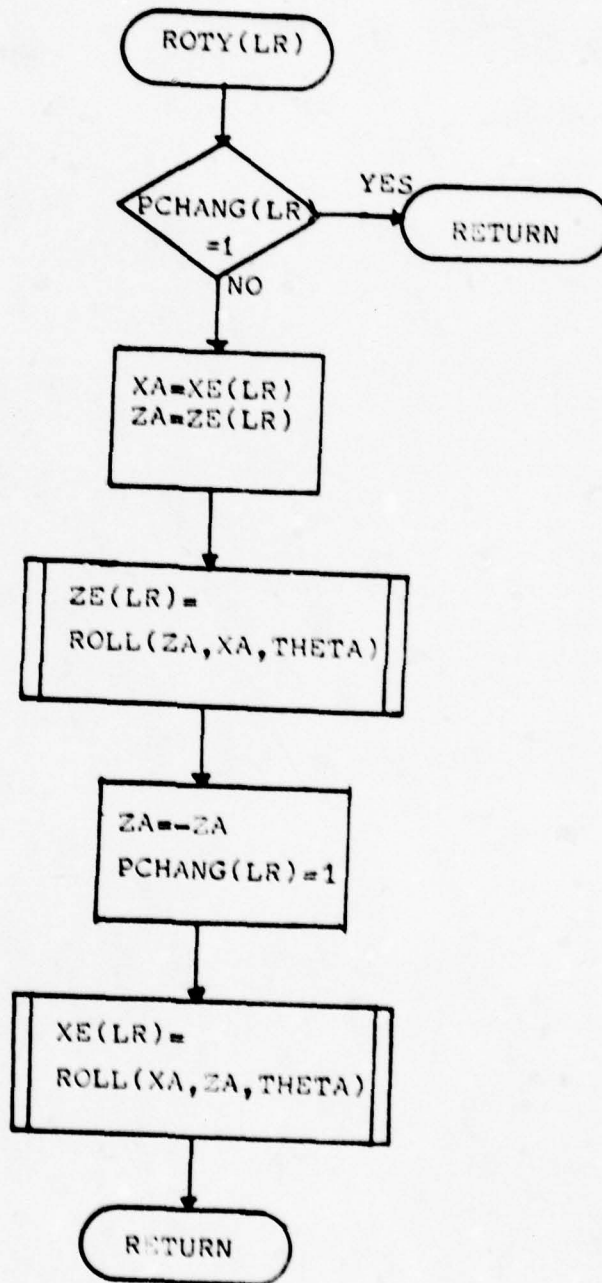 ROTY(LR)
PCHANG(LR
=1
YES
RETURN
NO
XA=XE(LR)
ZA=ZE(LR)
ZE(LR)=
ROLL(ZA,XA,THETA)
ZA=-ZA
PCHANG(LR)=1
XE(LR)=
ROLL(XA,ZA,THETA)
RETURN